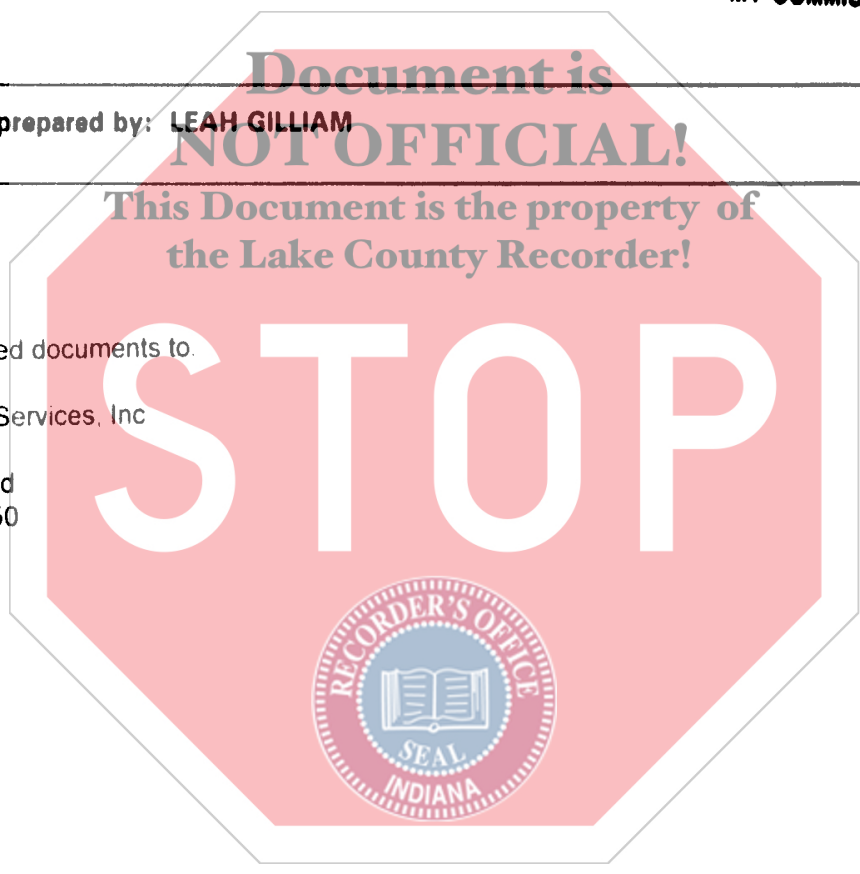 Document is
prepared by: LEAH GILLIAM
NOT OFFICIAL!
This Document is the property of
the Lake County Recorder!
ed documents to.
Services, Inc
STOP
RECORDER'S OFFICE
SEAL
INDIANA